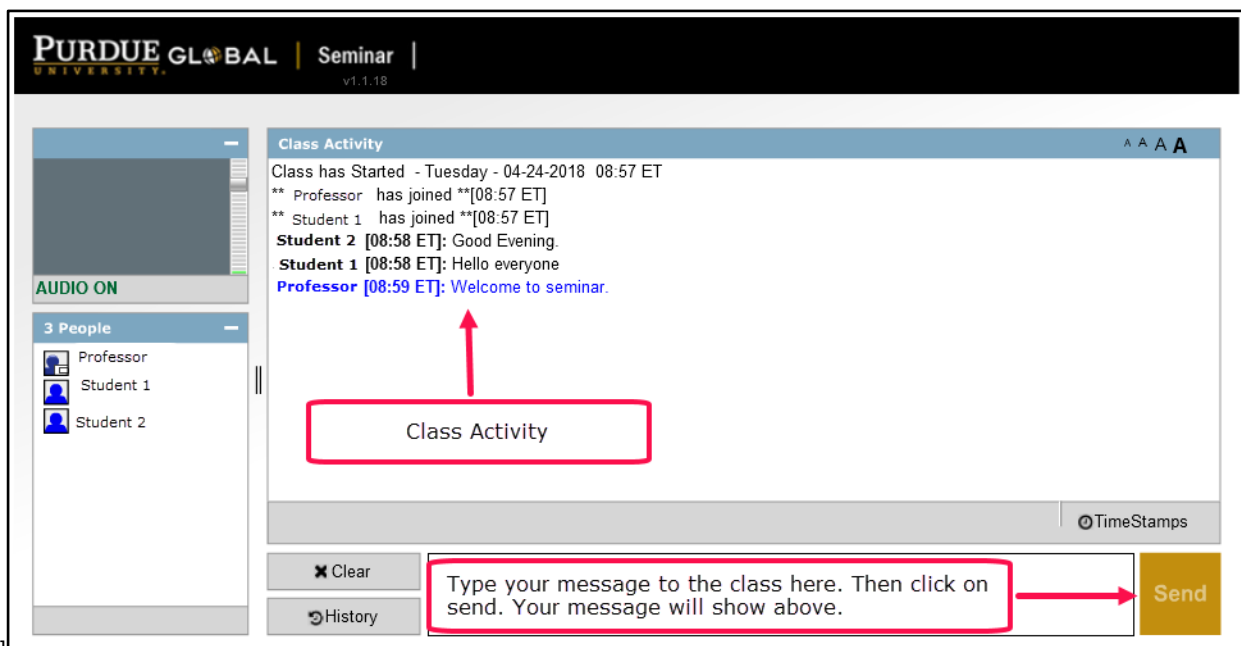 PURDUE GLOBAL | Seminar |
UNIVERSITY.
v1.1.18
Class Activity A A A A
Class has Started - Tuesday - 04-24-2018 08:57 ET
** Professor has joined **[08:57 ET]
** Student 1 has joined **[08:57 ET]
Student 2 [08:58 ET]: Good Evening.
Student 1 [08:58 ET]: Hello everyone
Professor [08:59 ET]: Welcome to seminar.
AUDIO ON
3 People
Professor
Student 1
Student 2
Class Activity
TimeStamps
Clear
History
Type your message to the class here. Then click on
send. Your message will show above.
Send